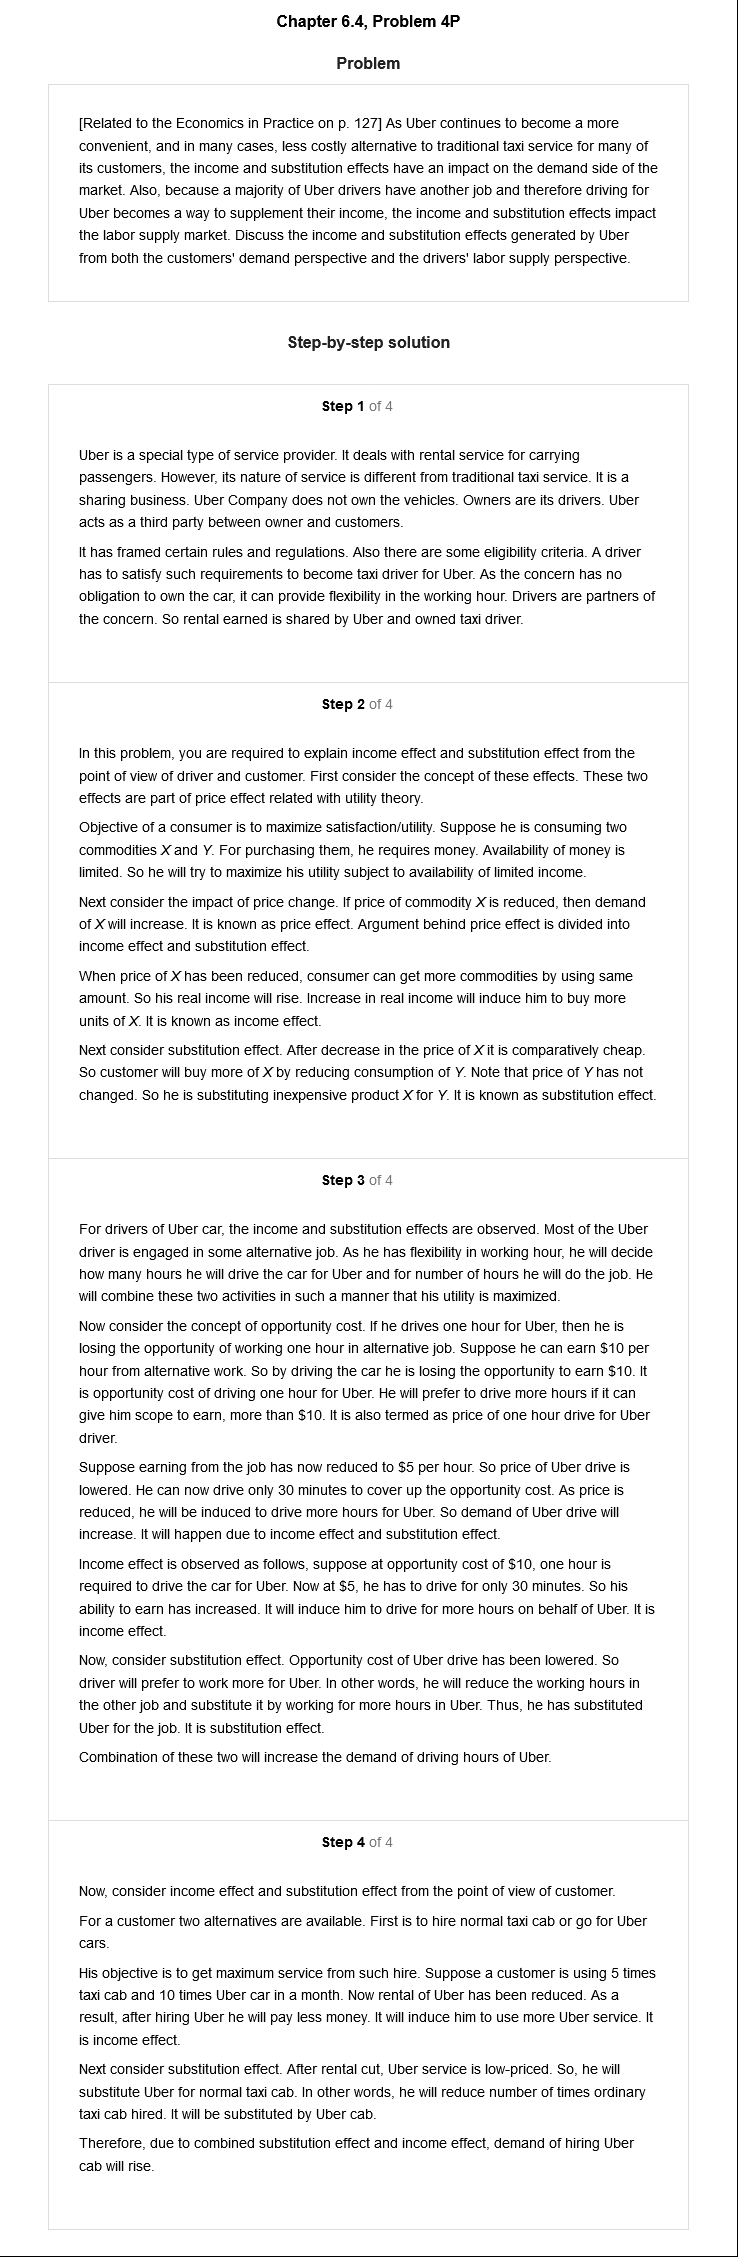 Chapter 6.4, Problem 4P
Problem
[Related to the Economics in Practice on p. 127] As Uber continues to become a more
convenient, and in many cases, less costly alternative to traditional taxi service for many of
its customers, the income and substitution effects have an impact on the demand side of the
market. Also, because a majority of Uber drivers have another job and therefore driving for
Uber becomes a way to supplement their income, the income and substitution effects impact
the labor supply market. Discuss the income and substitution effects generated by Uber
from both the customers' demand perspective and the drivers' labor supply perspective.
Step-by-step solution
Step 1 of 4
Uber is a special type of service provider. It deals with rental service for carrying
passengers. However, its nature of service is different from traditional taxi service. It is a
sharing business. Uber Company does not own the vehicles. Owners are its drivers. Uber
acts as a third party between owner and customers.
It has framed certain rules and regulations. Also there are some eligibility criteria. A driver
has to satisfy such requirements to become taxi driver for Uber. As the concern has no
obligation to own the car, it can provide flexibility in the working hour. Drivers are partners of
the concern. So rental earned is shared by Uber and owned taxi driver.
Step 2 of 4
In this problem, you are required to explain income effect and substitution effect from the
point of view of driver and customer. First consider the concept of these effects. These two
effects are part of price effect related with utility theory.
Objective of a consumer is to maximize satisfaction/utility. Suppose he is consuming two
commodities X and Y. For purchasing them, he requires money. Availability of money is
limited. So he will try to maximize his utility subject to availability of limited income.
Next consider the impact of price change. If price of commodity X is reduced, then demand
of X will increase. It is known as price effect. Argument behind price effect is divided into
income effect and substitution effect.
When price of X has been reduced, consumer can get more commodities by using same
amount. So his real income will rise. Increase in real income will induce him to buy more
units of X. It is known as income effect.
Next consider substitution effect. After decrease in the price of X it is comparatively cheap.
So customer will buy more of X by reducing consumption of Y. Note that price of Y has not
changed. So he is substituting inexpensive product X for Y. It is known as substitution effect.
Step 3 of 4
For drivers of Uber car, the income and substitution effects are observed. Most of the Uber
driver is engaged in some alternative job. As he has flexibility in working hour, he will decide
how many hours he will drive the car for Uber and for number of hours he will do the job. He
will combine these two activities in such a manner that his utility is maximized.
Now consider the concept of opportunity cost. If he drives one hour for Uber, then he is
losing the opportunity of working one hour in alternative job. Suppose he can earn $10 per
hour from alternative work. So by driving the car he is losing the opportunity to earn $10. It
is opportunity cost of driving one hour for Uber. He will prefer to drive more hours if it can
give him scope to earn, more than $10. It is also termed as price of one hour drive for Uber
driver.
Suppose earning from the job has now reduced to $5 per hour. So price of Uber drive is
lowered. He can now drive only 30 minutes to cover up the opportunity cost. As price is
reduced, he will be induced to drive more hours for Uber. So demand of Uber drive will
increase. It will happen due to income effect and substitution effect.
Income effect is observed as follows, suppose at opportunity cost of $10, one hour is
required to drive the car for Uber. Now at $5, he has to drive for only 30 minutes. So his
ability to earn has increased. It will induce him to drive for more hours on behalf of Uber. It is
income effect.
Now, consider substitution effect. Opportunity cost of Uber drive has been lowered. So
driver will prefer to work more for Uber. In other words, he will reduce the working hours in
the other job and substitute it by working for more hours in Uber. Thus, he has substituted
Uber for the job. It is substitution effect.
Combination of these two will increase the demand of driving hours of Uber.
Step 4 of 4
Now, consider income effect and substitution effect from the point of view of customer.
For a customer two alternatives are available. First is to hire normal taxi cab or go for Uber
cars.
His objective is to get maximum service from such hire. Suppose a customer is using 5 times
taxi cab and 10 times Uber car in a month. Now rental of Uber has been reduced. As a
result, after hiring Uber he will pay less money. It will induce him to use more Uber service. It
is income effect.
Next consider substitution effect. After rental cut, Uber service is low-priced. So, he will
substitute Uber for normal taxi cab. In other words, he will reduce number of times ordinary
taxi cab hired. It will be substituted by Uber cab.
Therefore, due to combined substitution effect and income effect, demand of hiring Uber
cab will rise.